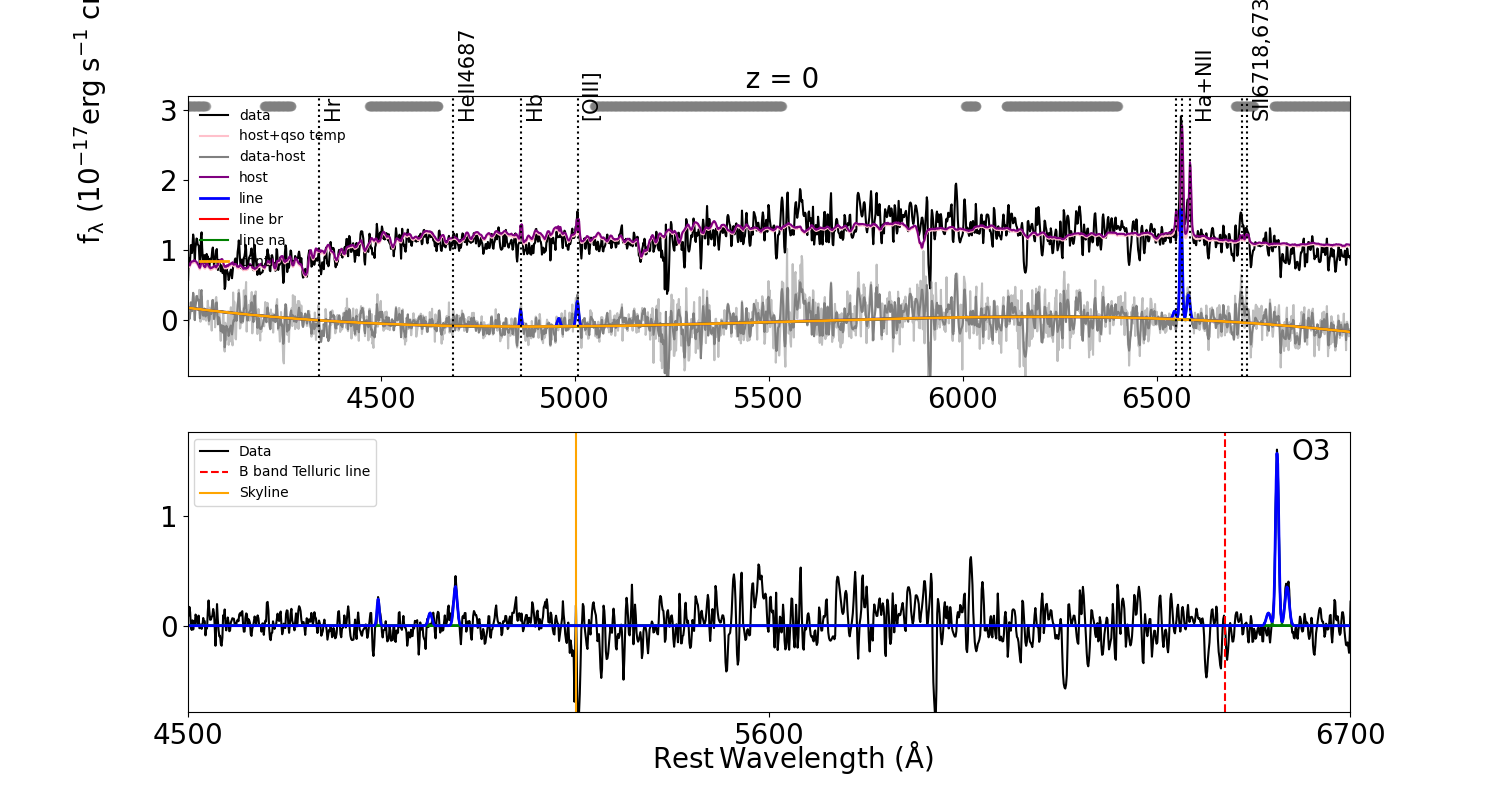 z = 0
fλ (10−17erg s−1 c
Hr
HeII4687
Hb
[OIII]
Ha+NII
SII6718,673
3
2
1
0
data
host+qso temp
data-host
host
line
line br
line na
4500
5000
5500
6000
6500
1
0
Data
B band Telluric line
Skyline
O3
4500
5600
6700
Rest Wavelength (Å)